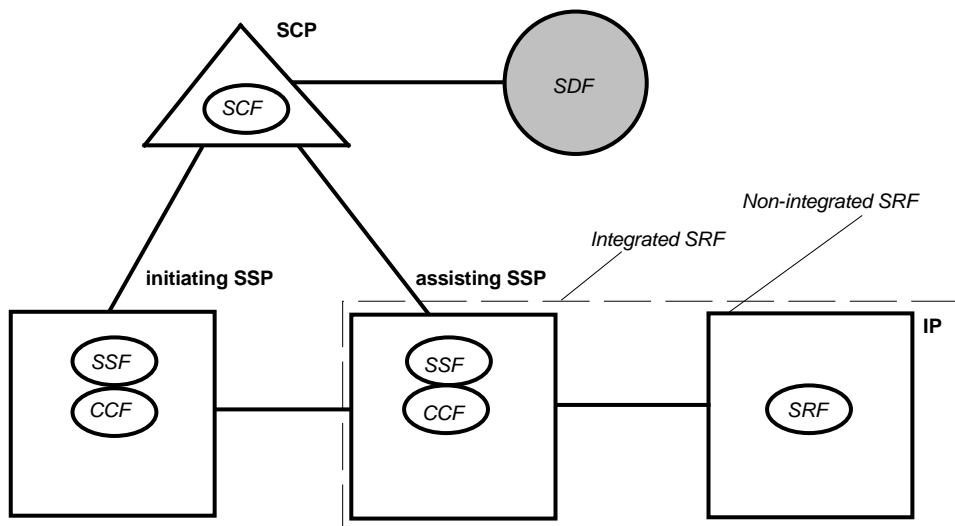 SCP
SCF
SDF
Non-integrated SRF
Integrated SRF
initiating SSP
assisting SSP
IP
SSF
CCF
SSF
CCF
SRF